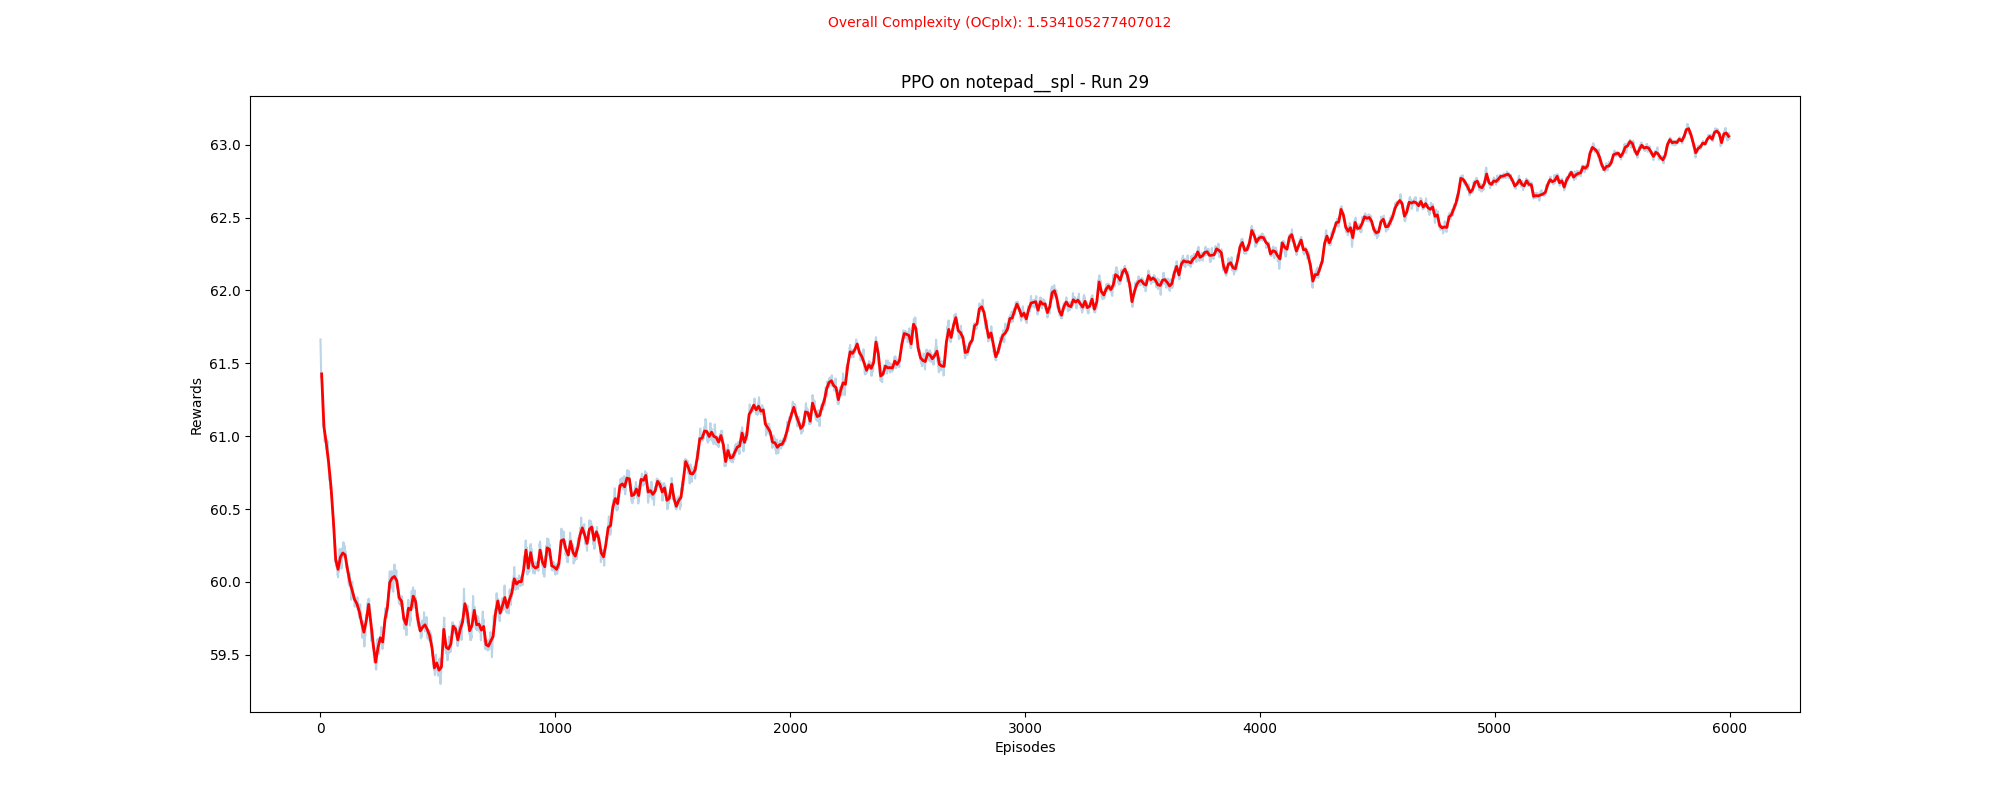 Overall Complexity (OCplx): 1.534105277407012
PPO on notepad__spl - Run 29
63.0
62.5
62.0
61.5
61.0
60.5
60.0
59.5
Rewards
0 1000 2000 3000 4000 5000 6000
Episodes